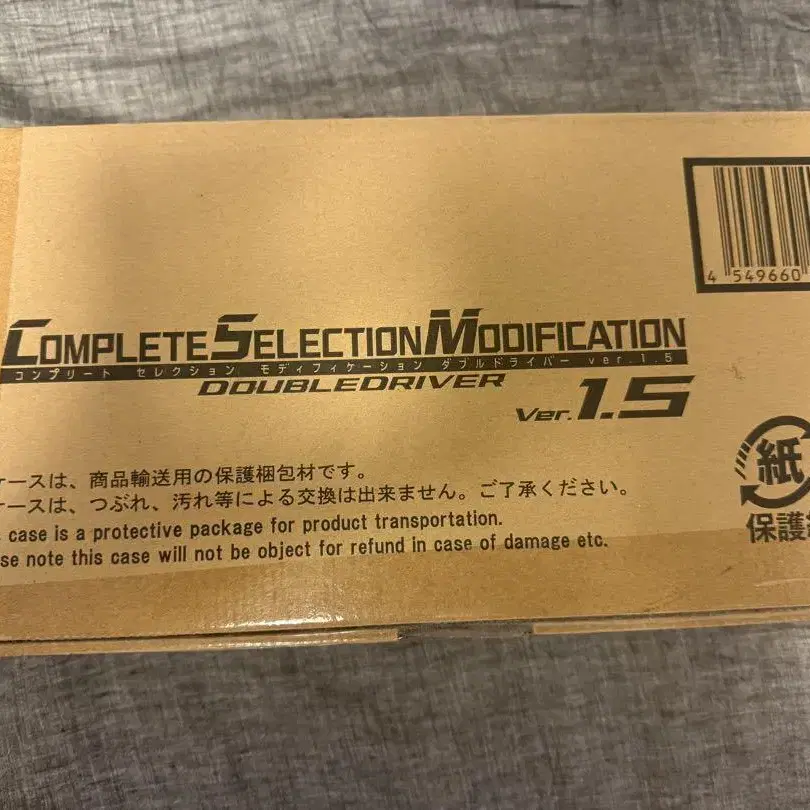 4 549660
COMPLETE SELECTION MODIFICATION
コンプリート セレクション モディフィケーション ダブルドライバー ver.1.5
DOUBLEDRIVER
Ver.1.5
ケースは、商品輸送用の保護梱包材です。
ケースは、つぶれ、汚れ等による交換は出来ません。ご了承ください。
case is a protective package for product transportation.
note this case will not be object for refund in case of damage etc.
紙
保護